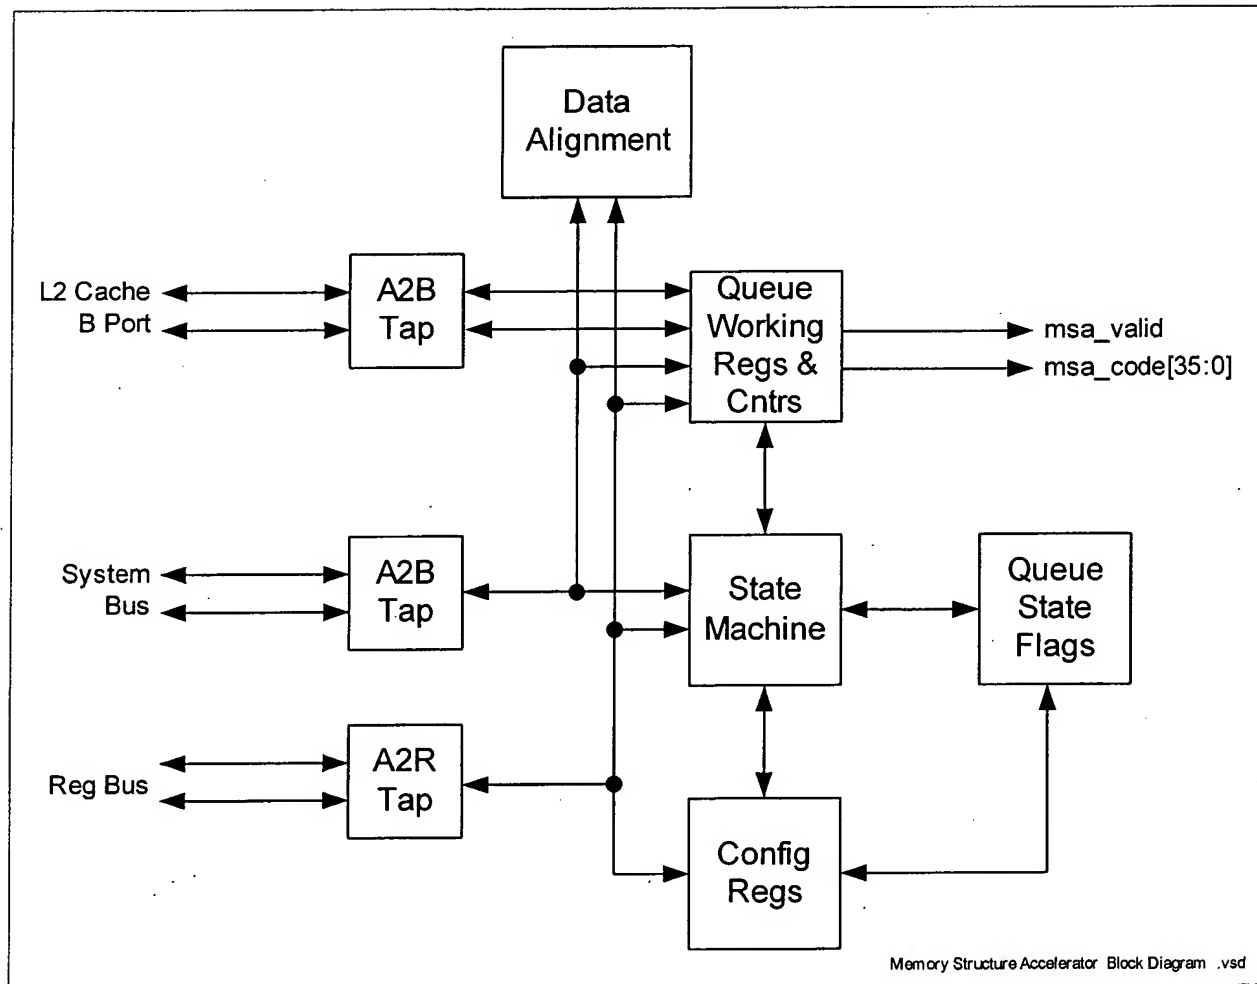 Data
Alignment
L2 Cache
B Port
A2B
Tap
Queue
Working
Regs &
Cntrs
msa_valid
msa_code[35:0]
System
Bus
A2B
Tap
State
Machine
Queue
State
Flags
Reg Bus
A2R
Tap
Config
Regs
Memory Structure Accelerator Block Diagram .vsd